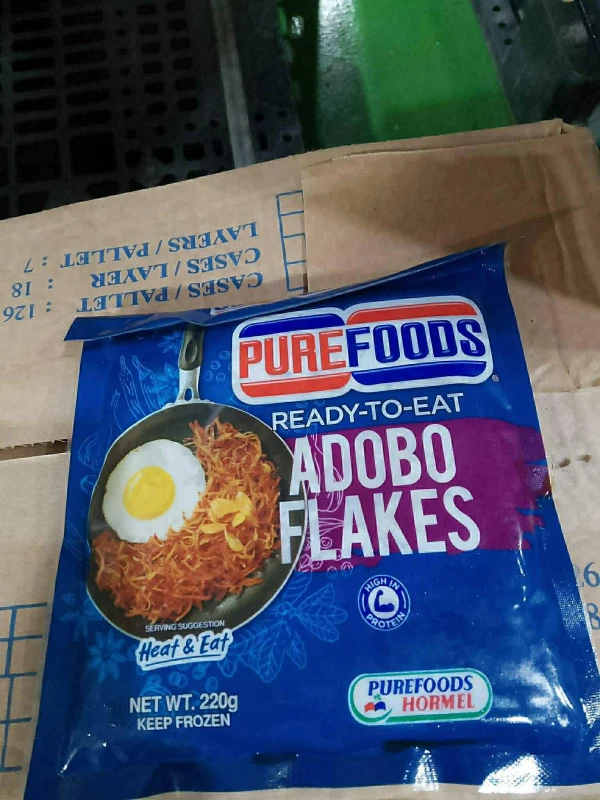 LAYERS / PALLET : 7
CASES / LAYER : 18
CASES / PALLET : 126
PUREFOODS
®
READY-TO-EAT
ADOBO
FLAKES
HIGH IN
PROTEIN
SERVING SUGGESTION
Heat & Eat
NET WT. 220g
KEEP FROZEN
PUREFOODS
HORMEL